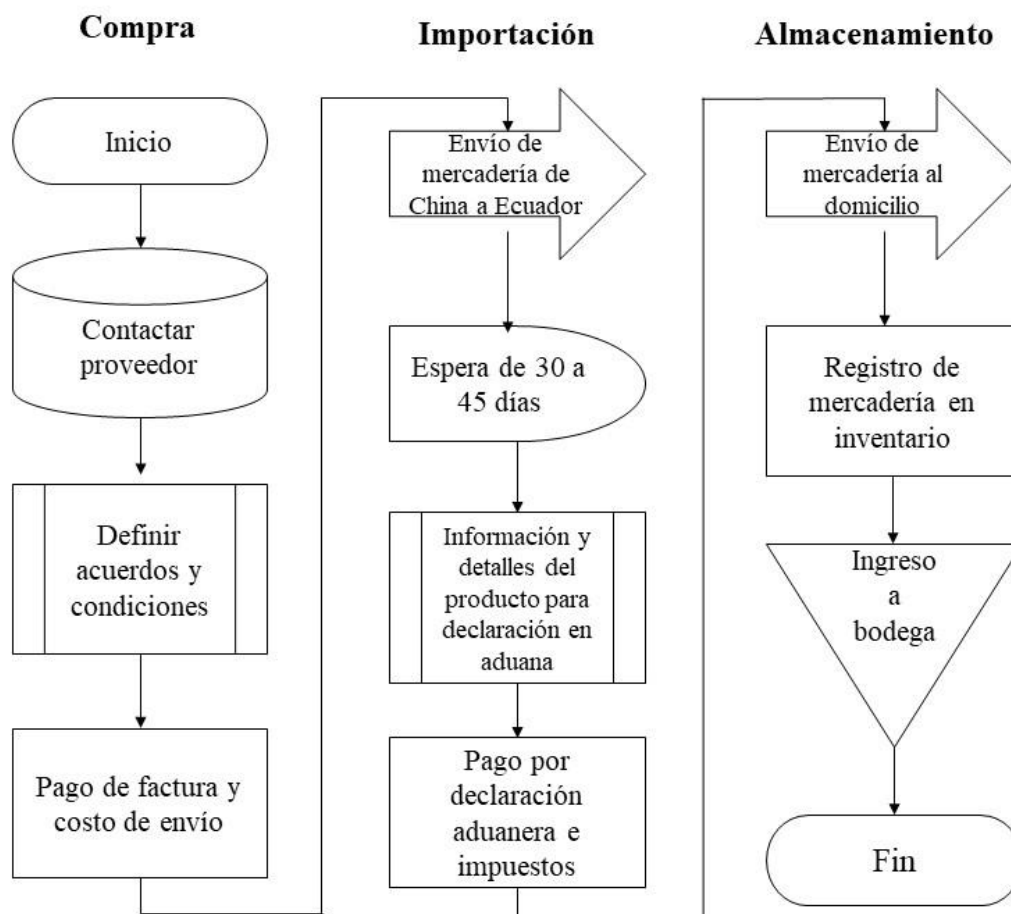 Compra
Inicio
Contactar
proveedor
Definir
acuerdos y
condiciones
Pago de factura y
costo de envío
Importación
Envío de
mercadería de
China a Ecuador
Espera de 30 a
45 días
Información y
detalles del
producto para
declaración en
aduana
Pago por
declaración
aduanera e
impuestos
Almacenamiento
Envío de
mercadería al
domicilio
Registro de
mercadería en
inventario
Ingreso
a
bodega
Fin